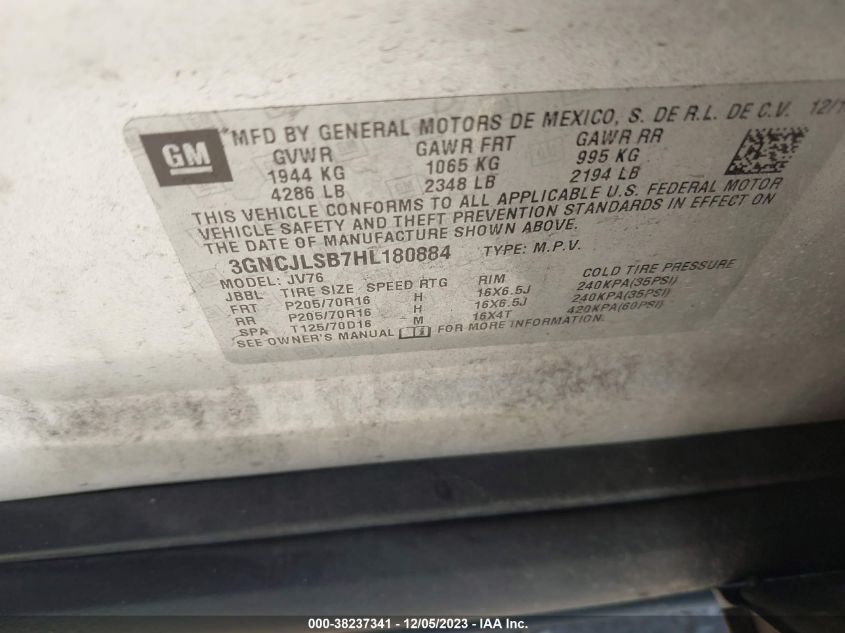 GM
*MFD BY GENERAL MOTORS DE MEXICO, S. DE R.L. DE C.V. 12/1
GVWR GAWR FRT GAWR RR
1944 KG 1065 KG 995 KG
4286 LB 2348 LB 2194 LB
THIS VEHICLE CONFORMS TO ALL APPLICABLE U.S. FEDERAL MOTOR
VEHICLE SAFETY AND THEFT PREVENTION STANDARDS IN EFFECT ON
THE DATE OF MANUFACTURE SHOWN ABOVE.
3GNCJLSB7HL180884 TYPE: M.P.V.
MODEL: JV76
JBBL TIRE SIZE SPEED RTG RIM COLD TIRE PRESSURE
FRT P205/70R16 H 16X6.5J 240KPA(35PSI)
RR P205/70R16 H 16X6.5J 240KPA(35PSI)
SPA T125/70D16 M 16X4T 420KPA(60PSI)
SEE OWNER'S MANUAL FOR MORE INFORMATION.
000-38237341 - 12/05/2023 - IAA Inc.